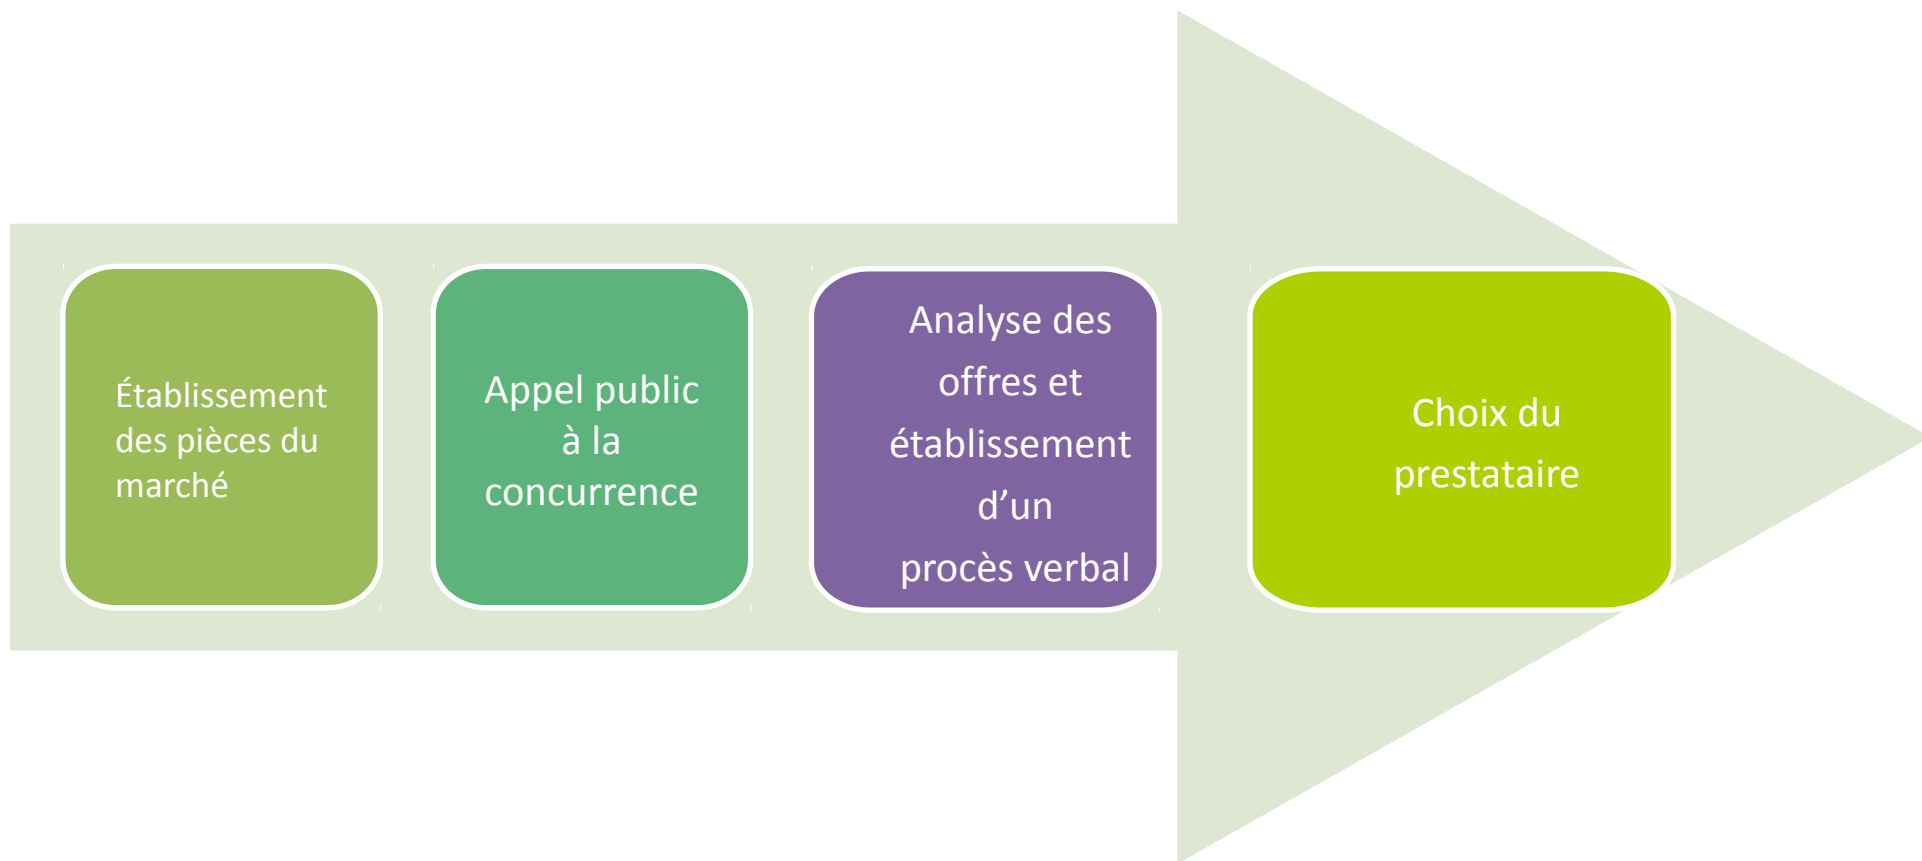 Établissement
des pièces du
marché
Appel public
à la
concurrence
Analyse des
offres et
établissement
d’un
procès verbal
Choix du
prestataire